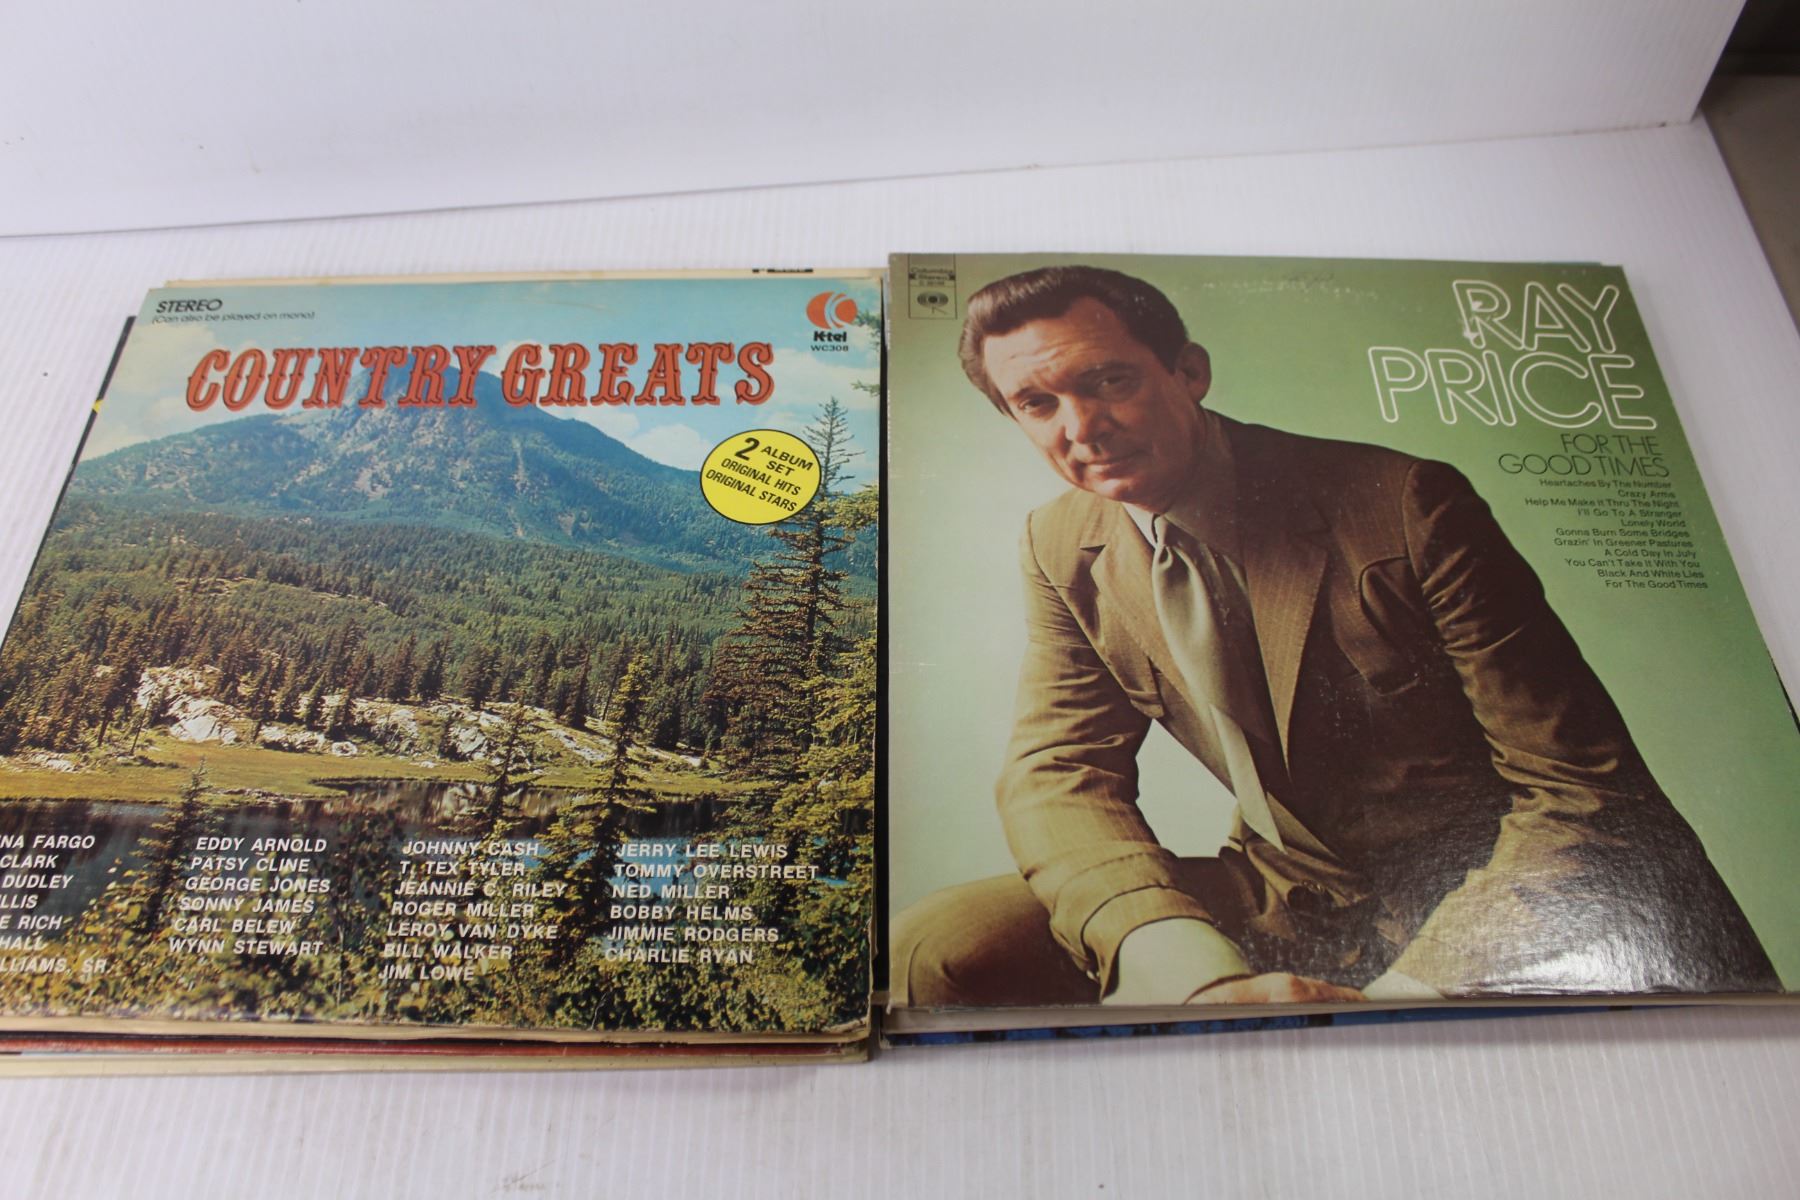 STEREO
(Can also be played on mono)
K-tel
WC308
COUNTRY GREATS
2 ALBUM
SET
ORIGINAL HITS
ORIGINAL STARS
NA FARGO
CLARK
DUDLEY
LLIS
E RICH
HALL
LLIAMS, SR.
EDDY ARNOLD
PATSY CLINE
GEORGE JONES
SONNY JAMES
CARL BELEW
WYNN STEWART
JOHNNY CASH
T. TEX TYLER
JEANNIE C. RILEY
ROGER MILLER
LEROY VAN DYKE
BILL WALKER
JIM LOWE
JERRY LEE LEWIS
TOMMY OVERSTREET
NED MILLER
BOBBY HELMS
JIMMIE RODGERS
CHARLIE RYAN
Columbia
Stereo
RAY
PRICE
FOR THE
GOOD TIMES
Heartaches By The Number
Crazy Arms
Help Me Make It Thru The Night
I'll Go To A Stranger
Lonely World
Gonna Burn Some Bridges
Grazin' In Greener Pastures
A Cold Day In July
You Can't Take It With You
Black And White Lies
For The Good Times